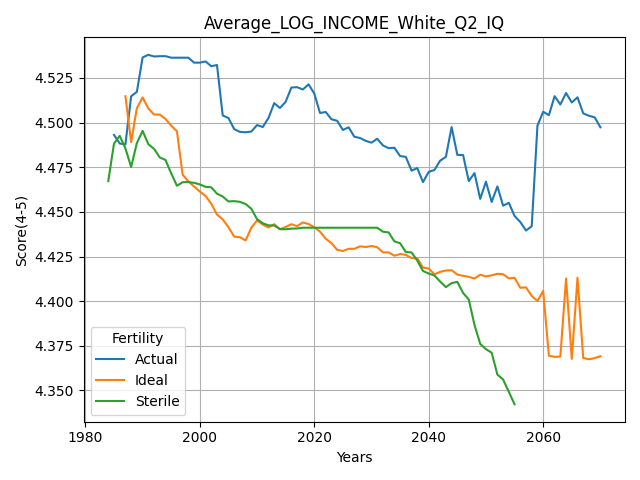 Average_LOG_INCOME_White_Q2_IQ
Score(4-5)
4.525
4.500
4.475
4.450
4.425
4.400
4.375
4.350
Fertility
Actual
Ideal
Sterile
1980
2000
2020
2040
2060
Years